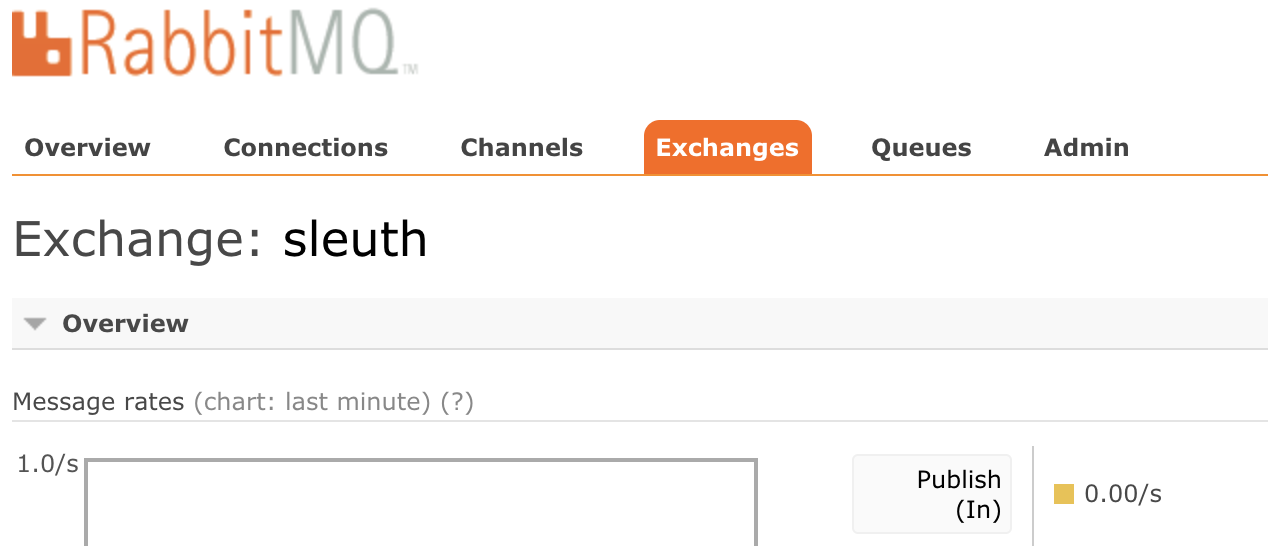 RabbitMQ™
Overview Connections Channels Exchanges Queues Admin
Exchange: sleuth
Overview
Message rates (chart: last minute) (?)
1.0/s
Publish
(In)
0.00/s